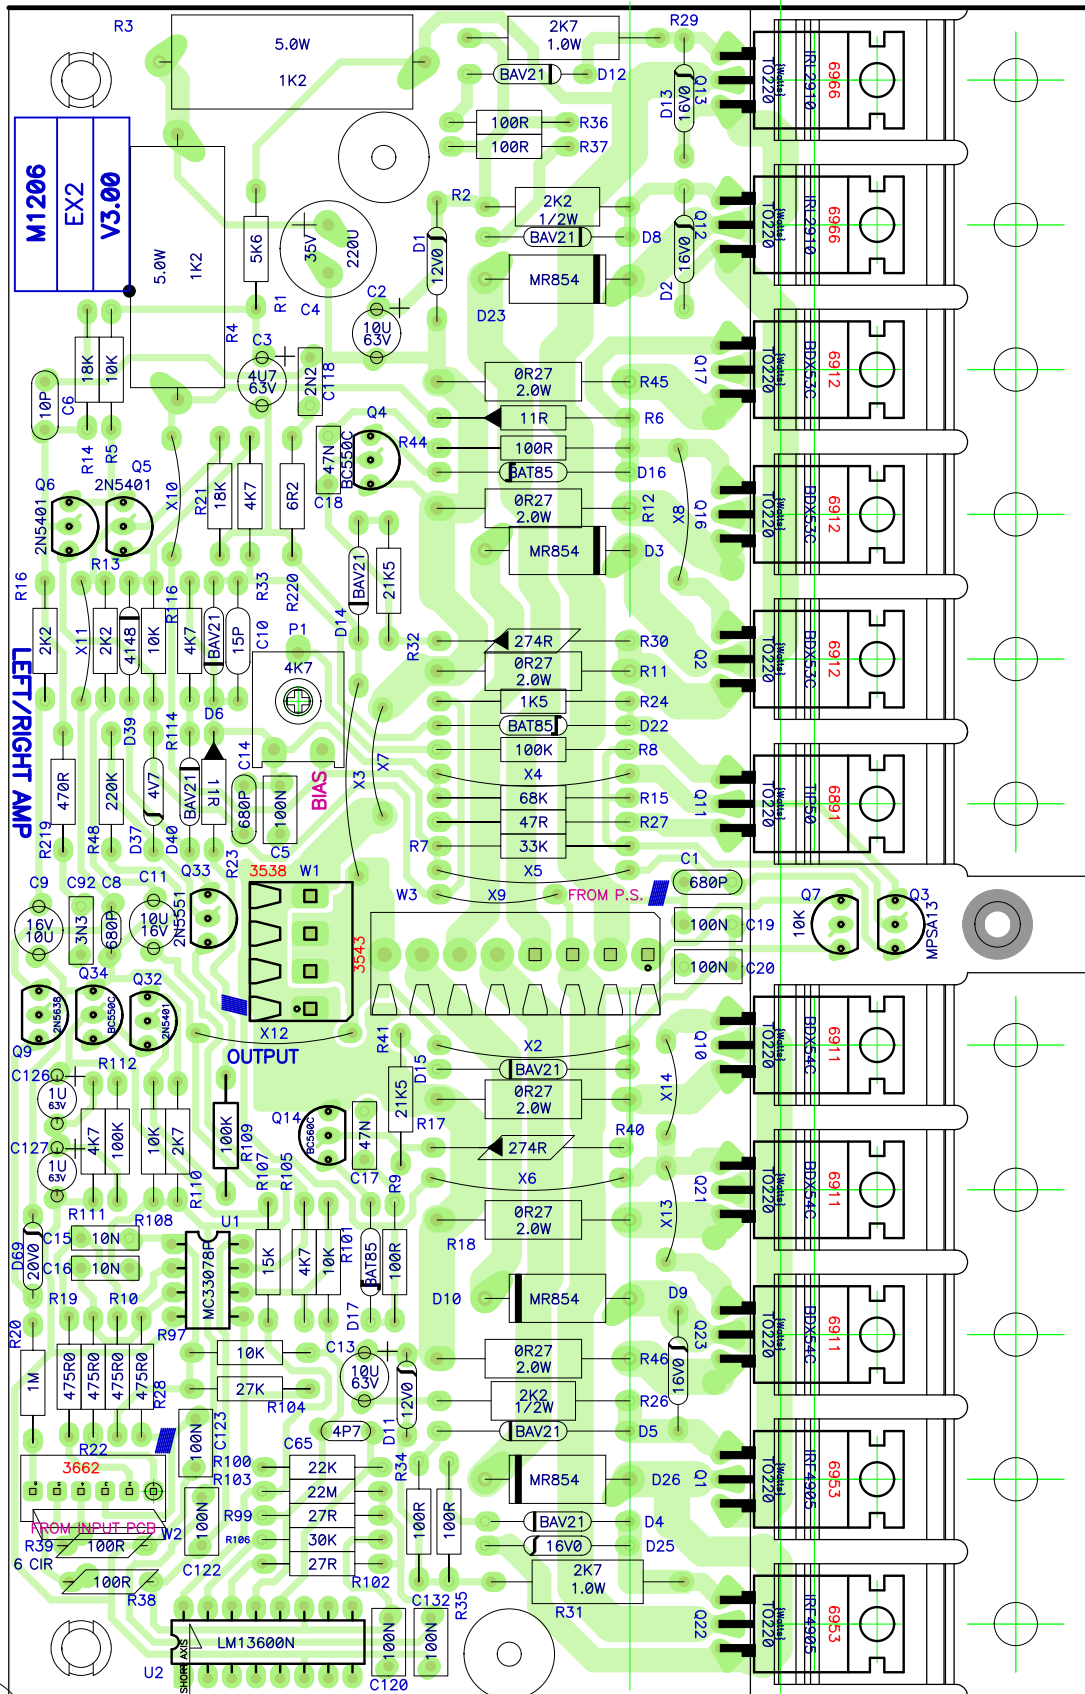 R3
5.0W
1K2
2K7
1.0W
R29
BAV21
D12
D13
16V0
Q13
IRL2910
TO220
6966
100R
R36
100R
R37
M1206
EX2
V3.00
5.0W
1K2
R4
5K6
R1
35V
220U
C4
R2
D1
12V0
2K2
1/2W
BAV21
D8
MR854
D23
16V0
D2
Q12
IRL2910
TO220
6966
C2
10U
63V
C3
4U7
63V
2N2
C118
18K
10K
10P
C6
R14
R5
0R27
2.0W
R45
11R
R6
Q17
BDX53C
TO220
6912
Q4
BC550C
R44
47N
C18
100R
BAT85
D16
0R27
2.0W
R12
X8
Q16
BDX53C
TO220
6912
MR854
D3
Q6
2N5401
Q5
2N5401
X10
R21
18K
4K7
6R2
R13
R16
R116
R33
R220
BAV21
D14
21K5
R32
2K2
X11
2K2
4148
10K
4K7
BAV21
15P
C10
P1
4K7
274R
R30
0R27
2.0W
R11
1K5
R24
BAT85
D22
100K
R8
Q2
BDX53C
TO220
6912
LEFT/RIGHT AMP
D39
R114
D6
C14
470R
220K
4V7
BAV21
11R
680P
100N
BIAS
X3
X7
X4
68K
R15
47R
R27
33K
R7
X5
X9
Q11
TIP50
TO220
6891
R219
R48
D37
D40
R23
C5
C9
16V
10U
C92
3N3
C8
680P
C11
10U
16V
Q33
2N5551
3538
W1
3543
W3
FROM P.S.
C1
680P
100N
C19
100N
C20
Q7
10K
Q3
MPSA13
Q34
Q32
2N5638
BC550C
2N5401
Q9
X12
OUTPUT
R41
D15
X2
BAV21
0R27
2.0W
21K5
R17
X14
Q10
BDX54C
TO220
6911
C126
1U
63V
R112
C127
1U
63V
4K7
100K
10K
2K7
100K
R109
R110
R107
R105
Q14
BC560C
47N
C17
R9
274R
R40
X6
0R27
2.0W
R18
X13
Q21
BDX54C
TO220
6911
R111
R108
C15
10N
C16
10N
D69
20V0
U1
MC33078P
15K
4K7
10K
R101
BAT85
D17
100R
D10
MR854
D9
16V0
Q23
BDX54C
TO220
6911
R19
R10
R97
R20
1M
475R0
475R0
475R0
475R0
R28
R22
10K
27K
R104
C13
10U
63V
12V0
D11
0R27
2.0W
R46
2K2
1/2W
R26
BAV21
D5
100N
C123
C65
4P7
R100
22K
R103
22M
R99
27R
R106
30K
27R
R102
R34
100R
100R
R35
MR854
D26
BAV21
D4
16V0
D25
2K7
1.0W
R31
Q1
IRF4905
TO220
6953
3662
FROM INPUT PCB
W2
R39
100R
6 CIR
100R
R38
100N
C122
U2
LM13600N
SHORT AXIS
100N
C120
C132
100N
Q22
IRF4905
TO220
6953